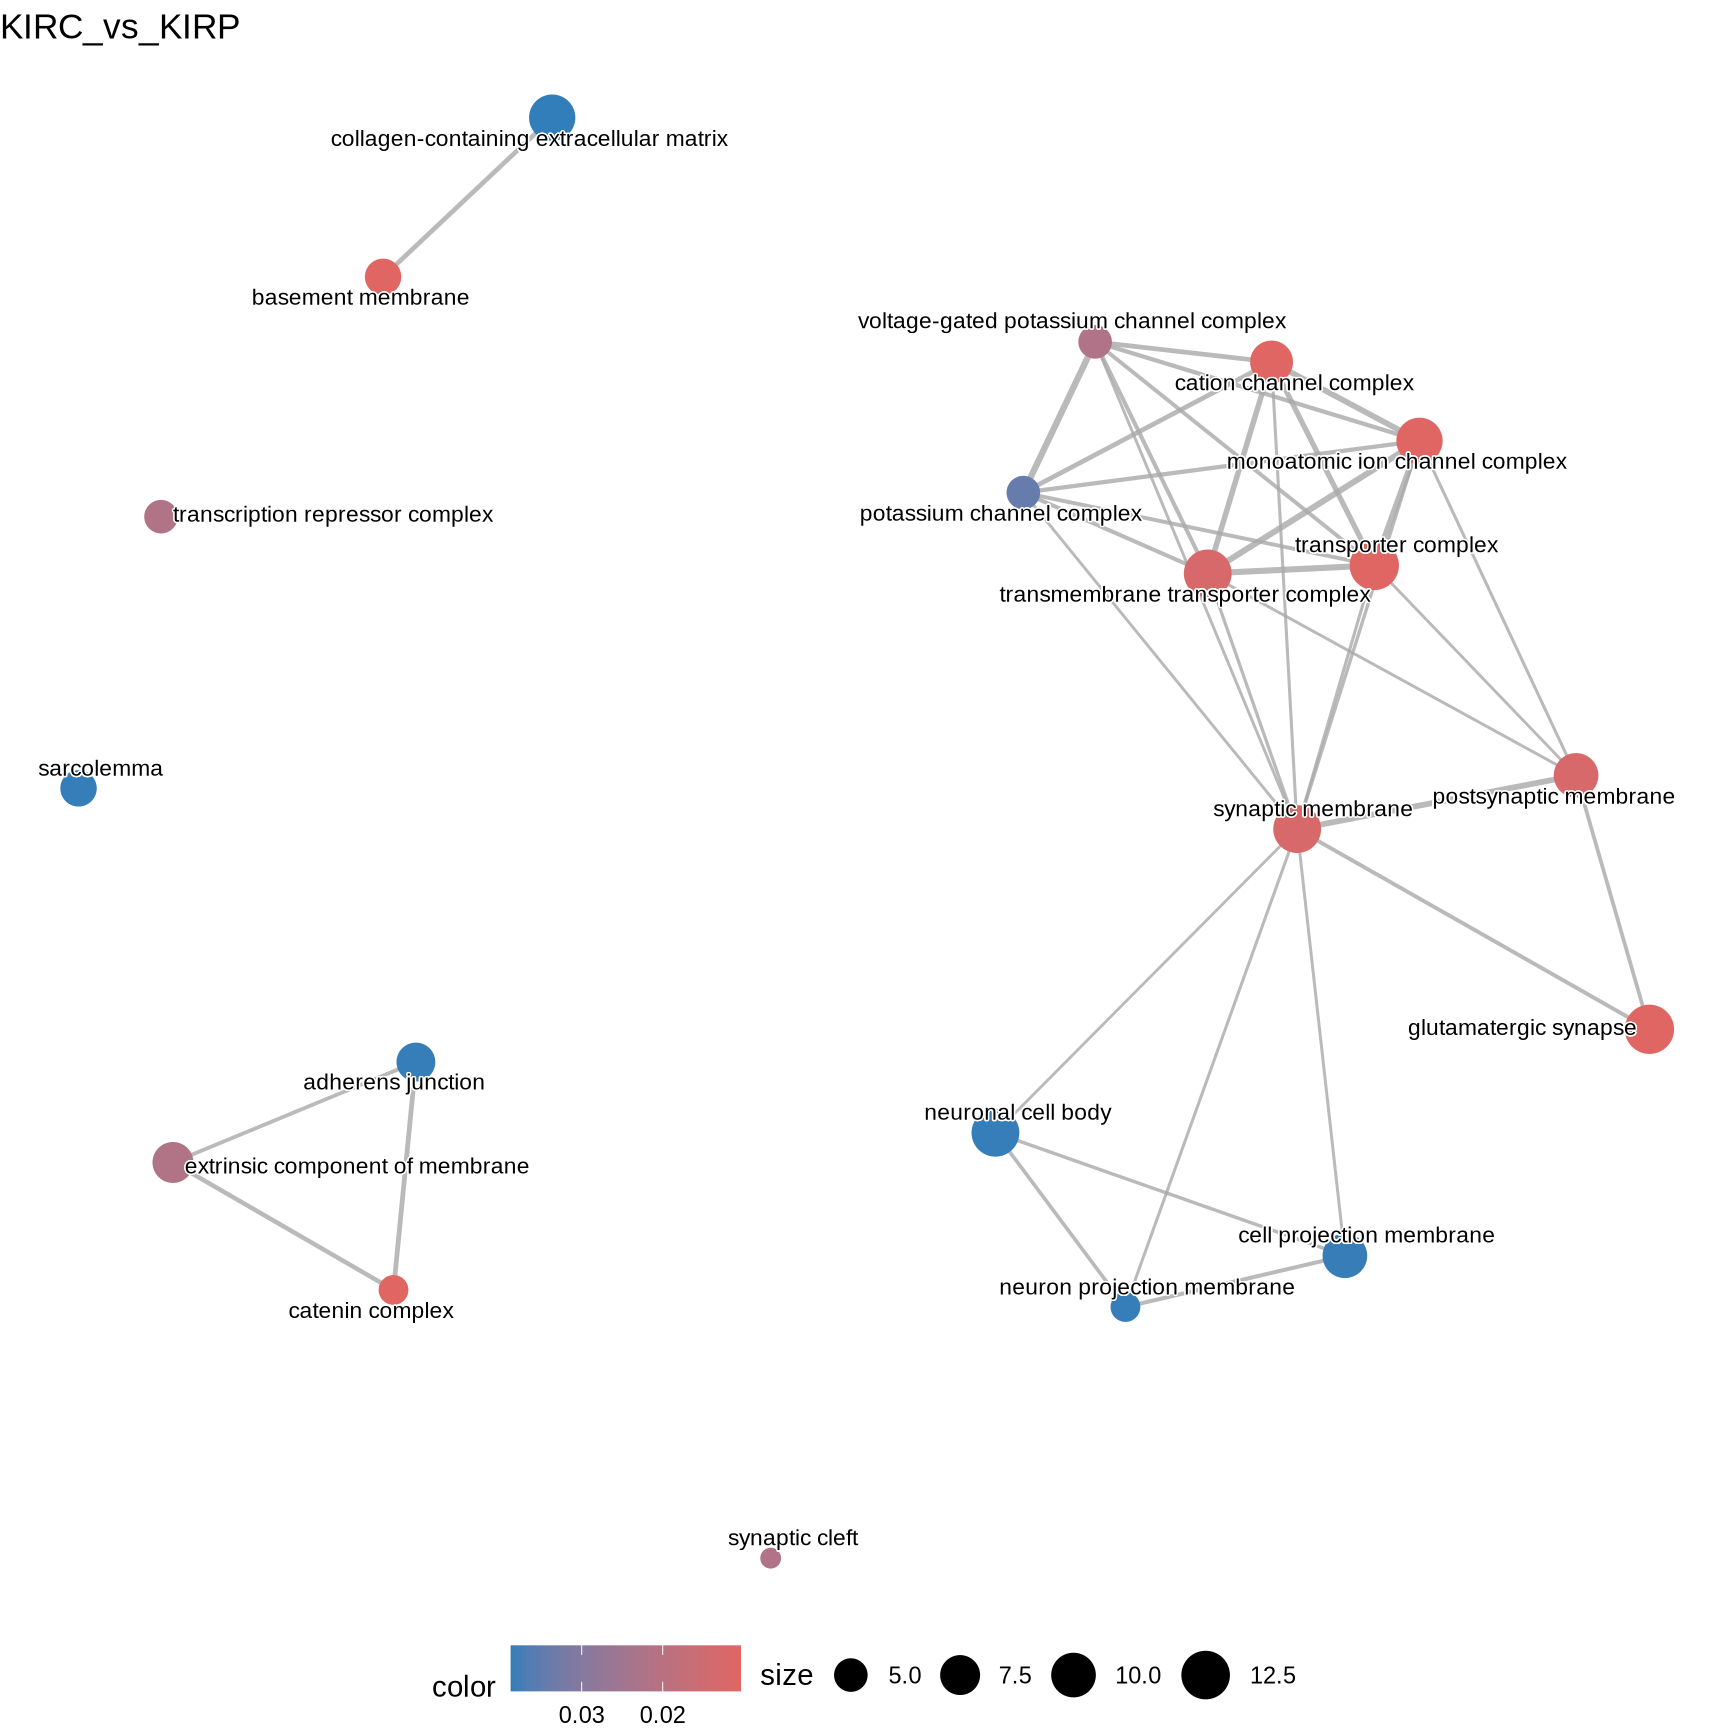 KIRC_vs_KIRP
collagen-containing extracellular matrix
basement membrane
voltage-gated potassium channel complex
cation channel complex
monoatomic ion channel complex
transcription repressor complex
potassium channel complex
transporter complex
transmembrane transporter complex
sarcolemma
postsynaptic membrane
synaptic membrane
glutamatergic synapse
adherens junction
neuronal cell body
extrinsic component of membrane
cell projection membrane
neuron projection membrane
catenin complex
synaptic cleft
color
0.03 0.02
size
5.0 7.5 10.0 12.5